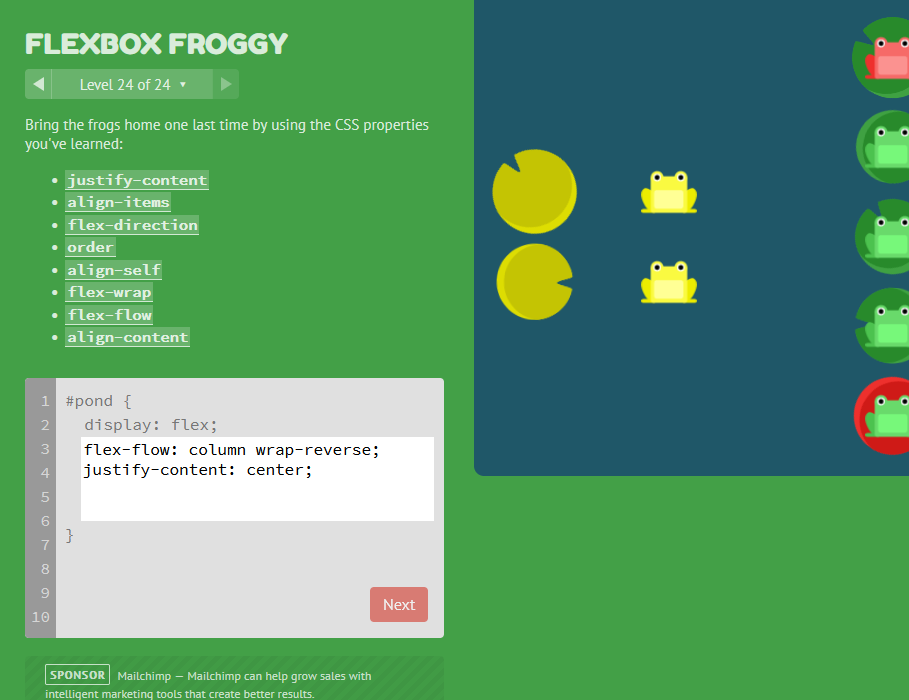 FLEXBOX FROGGY
◀ Level 24 of 24 ▼ ▶
Bring the frogs home one last time by using the CSS properties
you've learned:
• justify-content
• align-items
• flex-direction
• order
• align-self
• flex-wrap
• flex-flow
• align-content
1 #pond {
2 display: flex;
3 flex-flow: column wrap-reverse;
4 justify-content: center;
5
6
7 }
8
9
10
Next
SPONSOR Mailchimp — Mailchimp can help grow sales with
intelligent marketing tools that create better results.